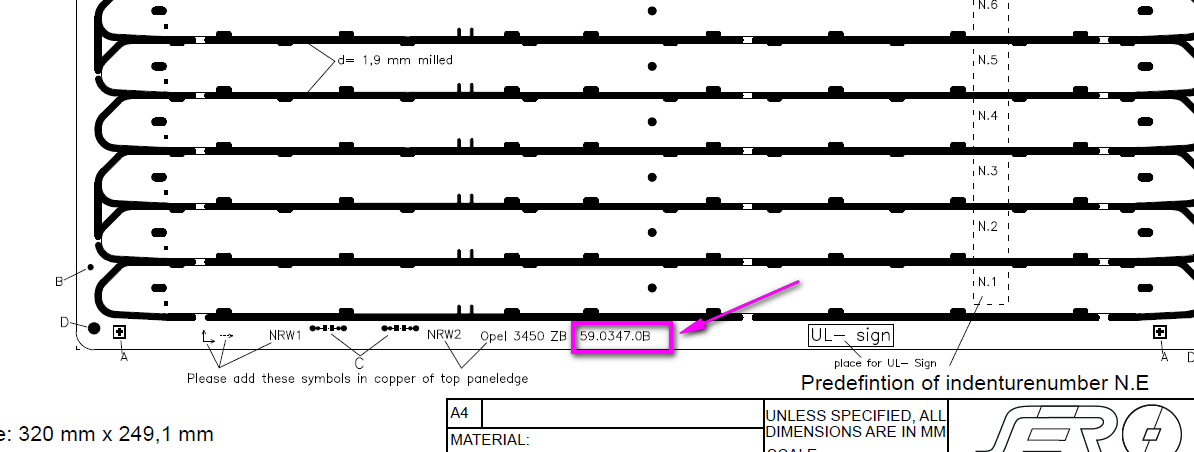 N.6
d= 1,9 mm milled
N.5
N.4
N.3
N.2
B
N.1
D
NRW1
NRW2 Opel 3450 ZB 59.0347.0B
UL- sign
A
C
place for UL- Sign
A
D
Please add these symbols in copper of top paneledge
Predefintion of indenturenumber N.E
A4
UNLESS SPECIFIED, ALL
DIMENSIONS ARE IN MM
SERO
e: 320 mm x 249,1 mm
MATERIAL:
SCALE